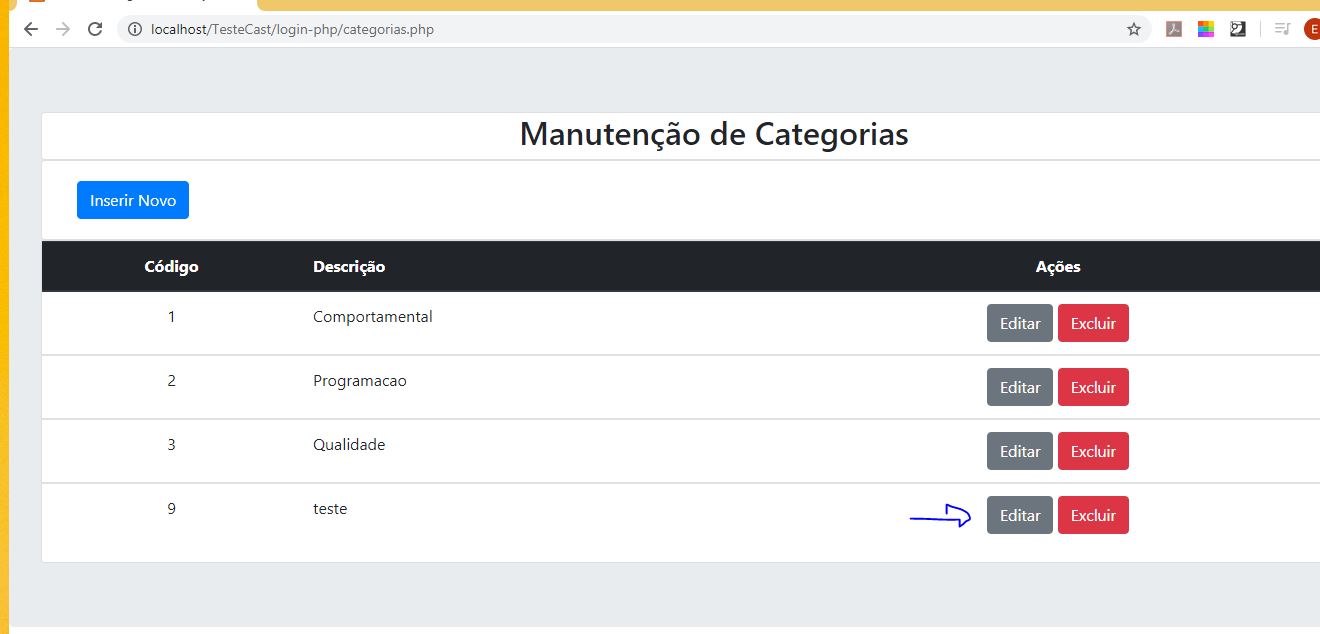 localhost/TesteCast/login-php/categorias.php
E
Manutenção de Categorias
Inserir Novo
Código Descrição Ações
1 Comportamental Editar Excluir
2 Programacao Editar Excluir
3 Qualidade Editar Excluir
9 teste Editar Excluir